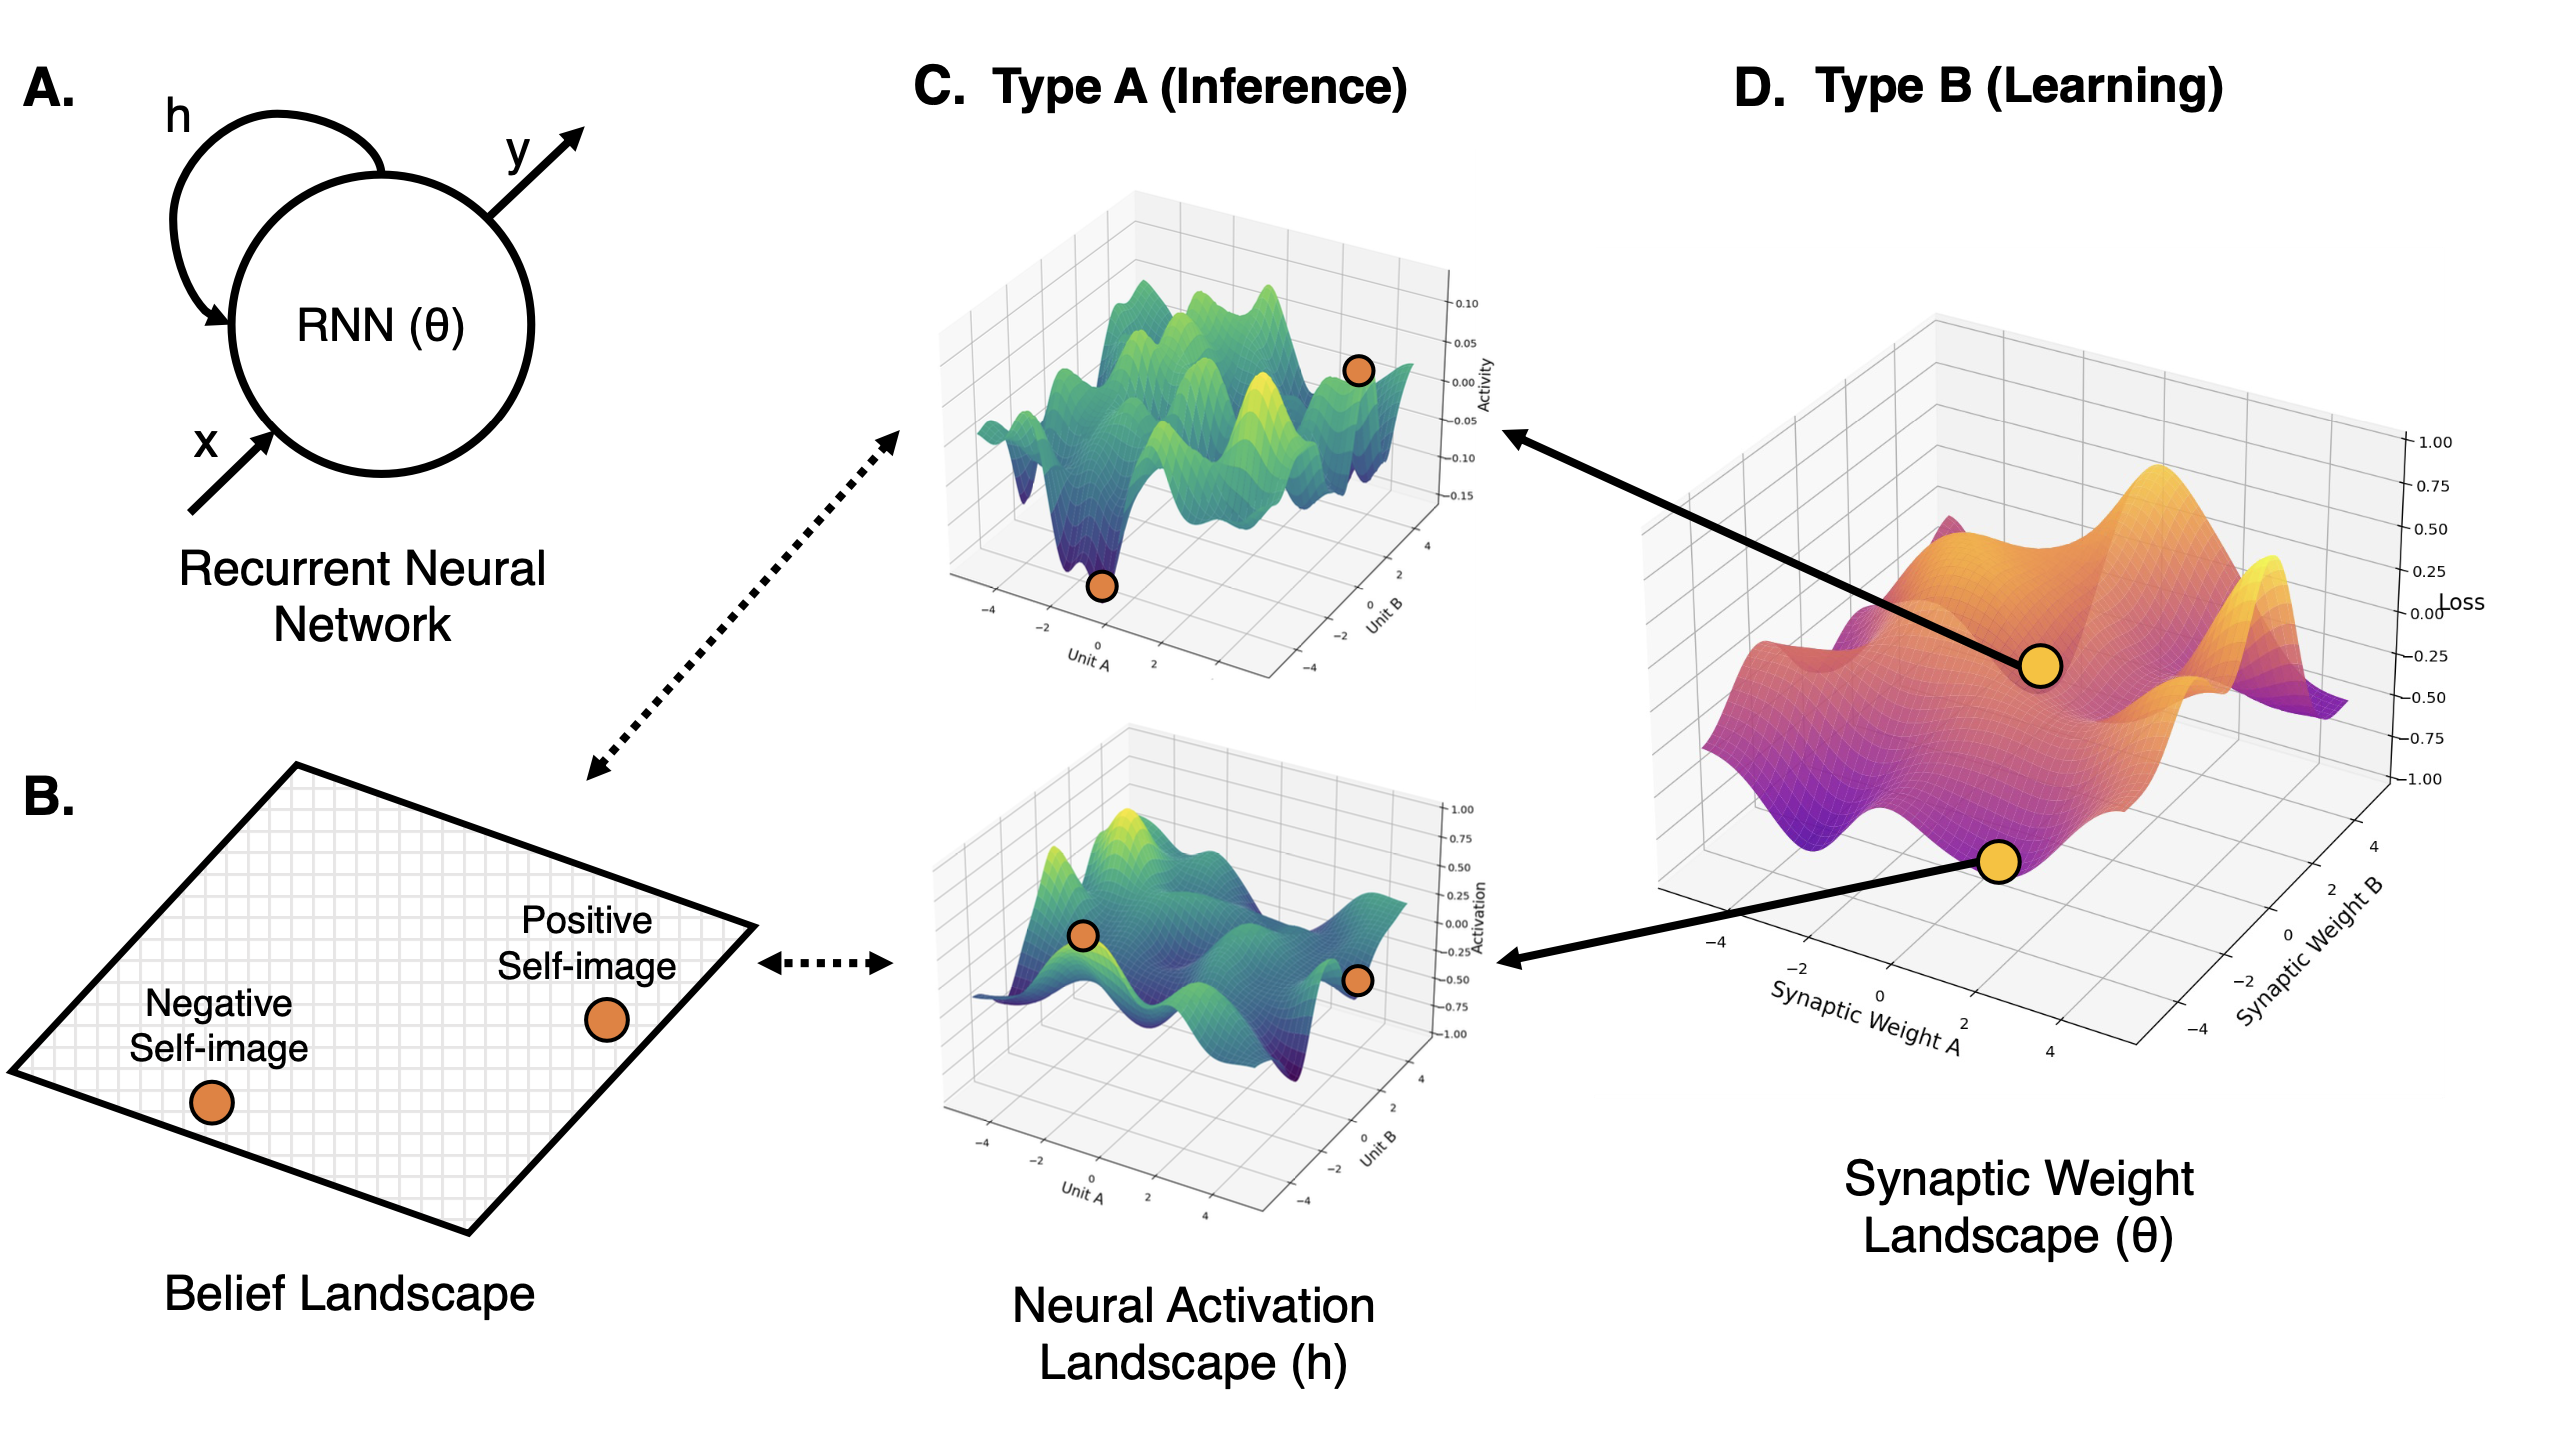 A.
h
y
RNN (θ)
x
Recurrent Neural
Network
B.
Positive
Self-image
Negative
Self-image
Belief Landscape
C. Type A (Inference)
0.10
0.05
0.00
−0.05
−0.10
−0.15
Activity
−4
−2
0
2
Unit A
−4
−2
0
2
4
Unit B
1.00
0.75
0.50
0.25
0.00
−0.25
−0.50
−0.75
−1.00
Activation
−4
−2
0
2
4
Unit A
−4
−2
0
2
4
Unit B
Neural Activation
Landscape (h)
D. Type B (Learning)
1.00
0.75
0.50
0.25
0.00
−0.25
−0.50
−0.75
−1.00
Loss
−4
−2
0
2
4
Synaptic Weight A
−4
−2
0
2
4
Synaptic Weight B
Synaptic Weight
Landscape (θ)